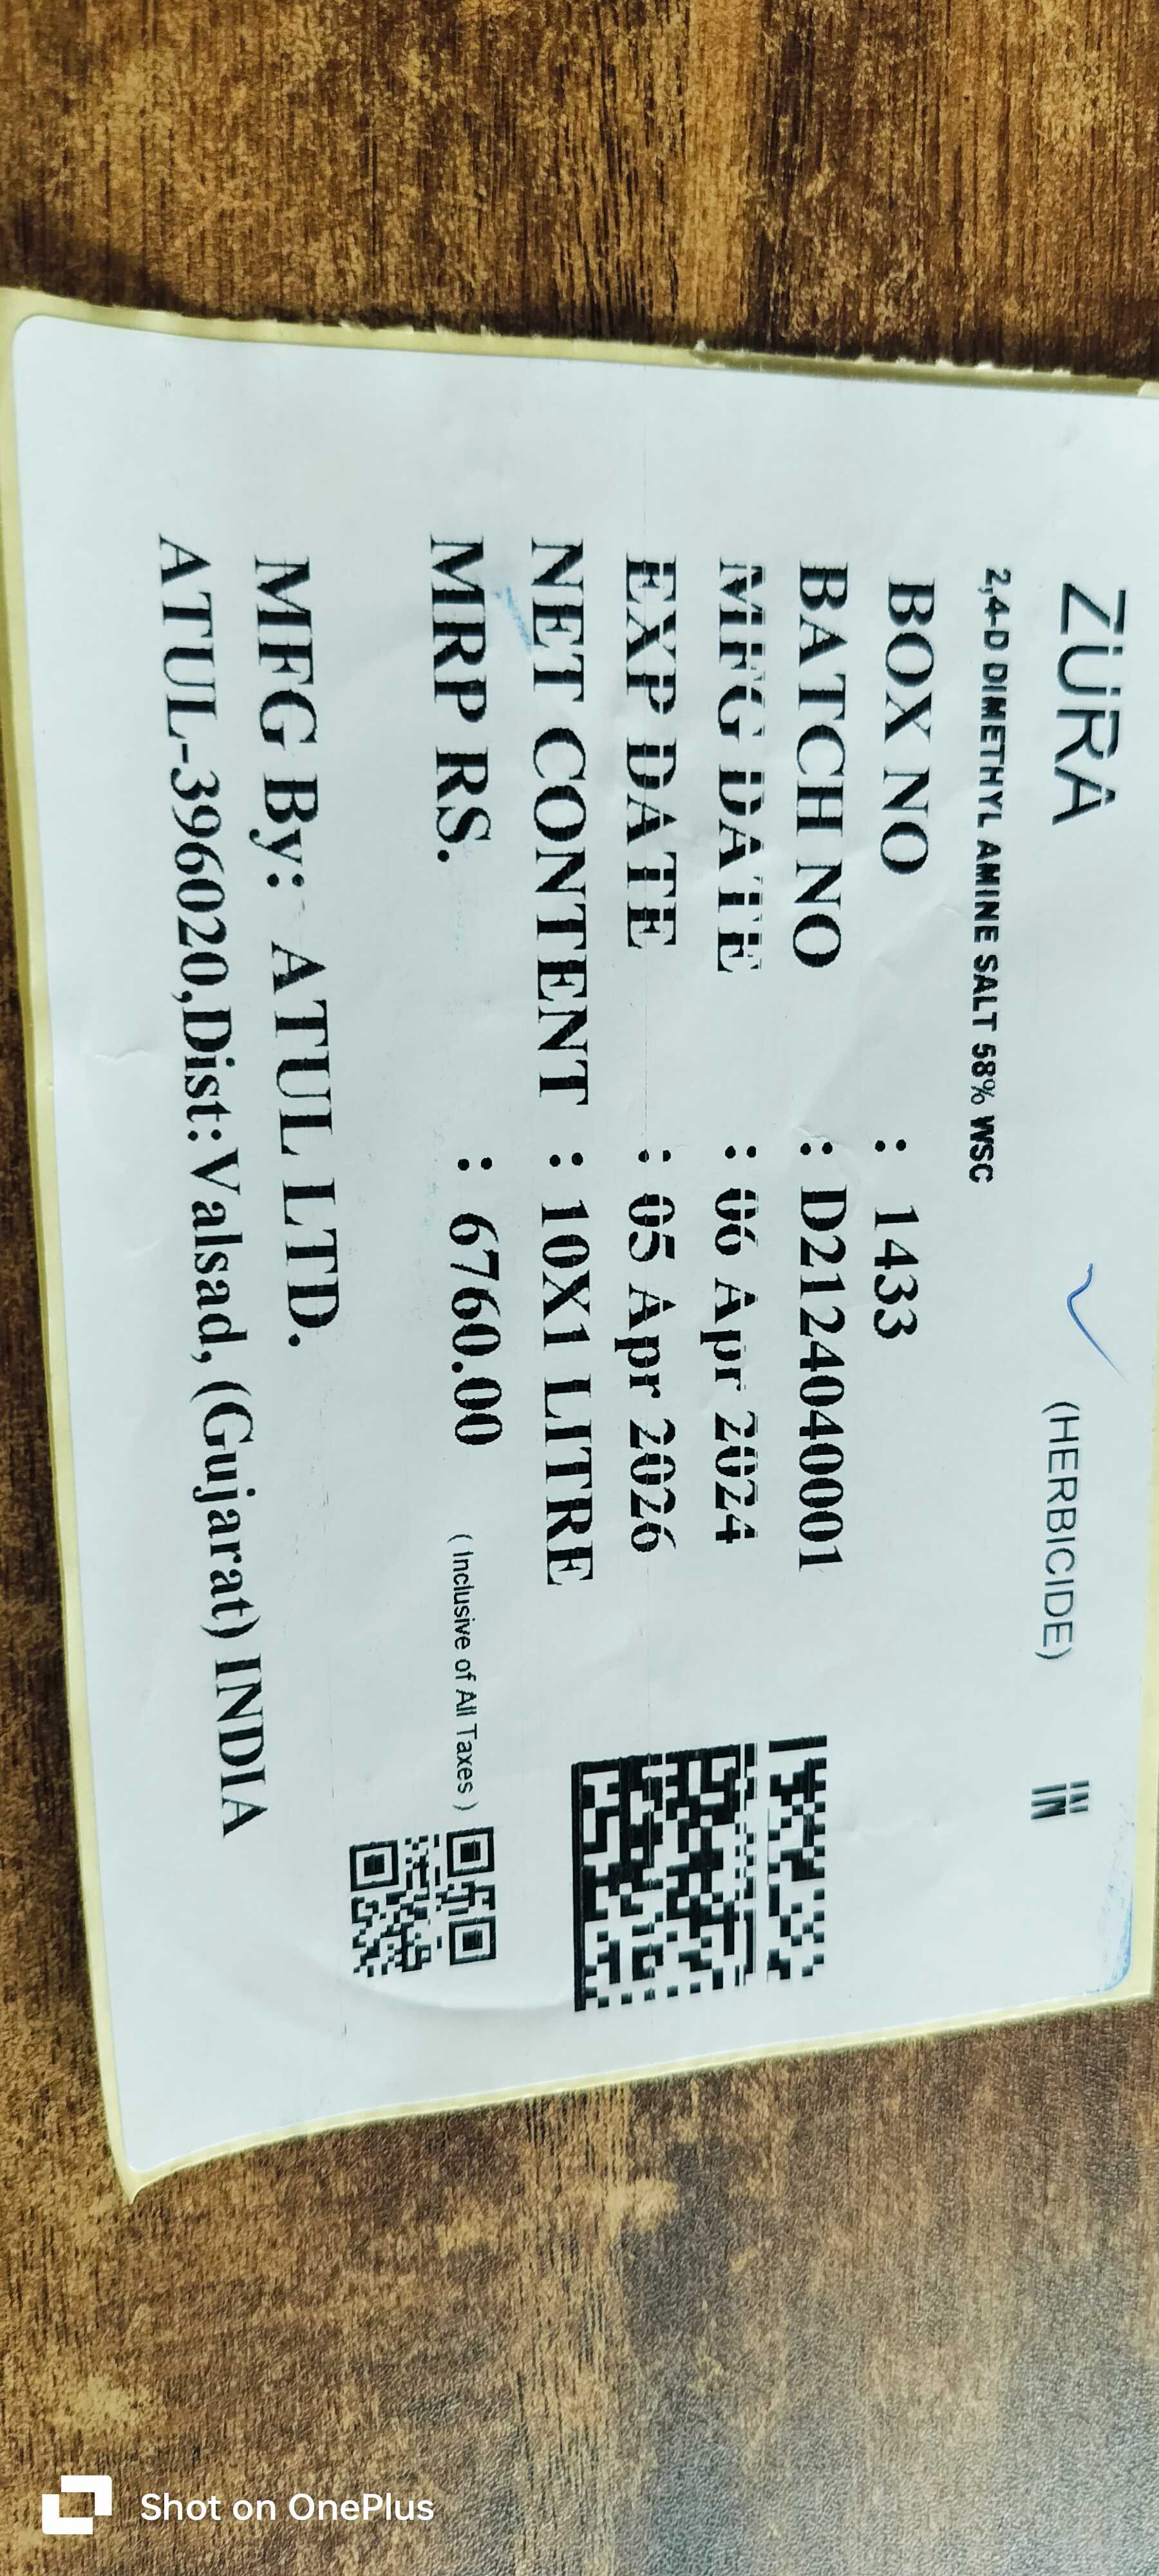 ZURA (HERBICIDE) IN
2,4-D DIMETHYL AMINE SALT 58% WSC
BOX NO : 1433
BATCH NO : D2124040001
MFG DATE : 06 Apr 2024
EXP DATE : 05 Apr 2026
NET CONTENT : 10X1 LITRE
MRP RS. : 6760.00 ( Inclusive of All Taxes )
MFG By: ATUL LTD.
ATUL-396020,Dist:Valsad, (Gujarat) INDIA
Shot on OnePlus